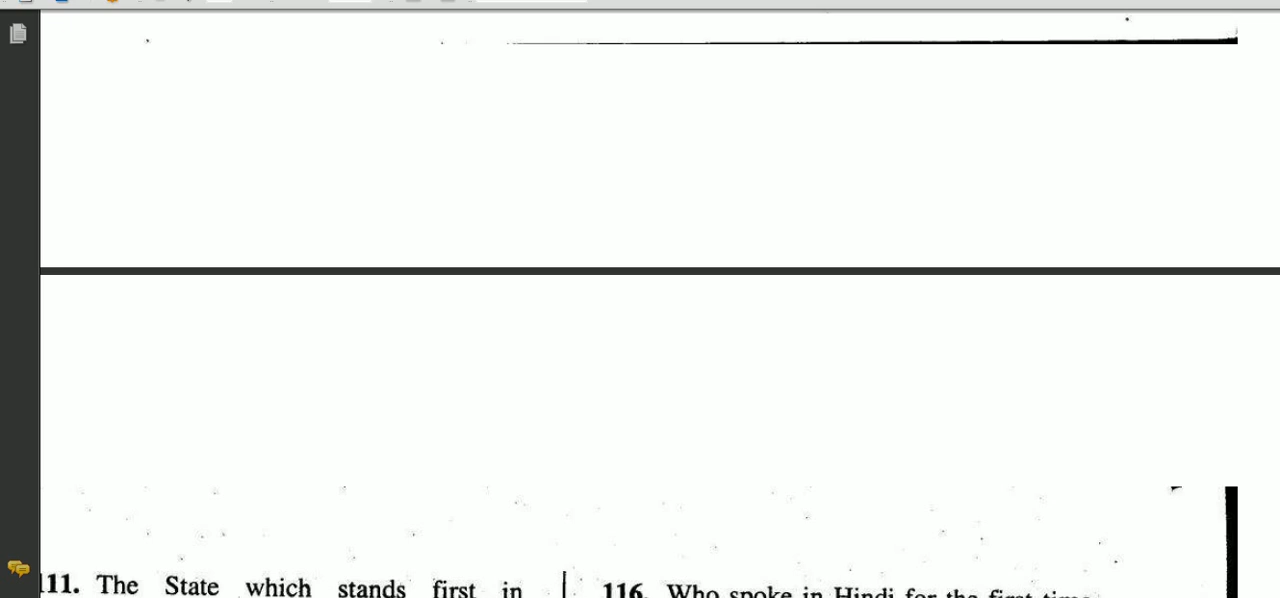 111. The State which stands first in
116. Who spoke in Hindi for the first time